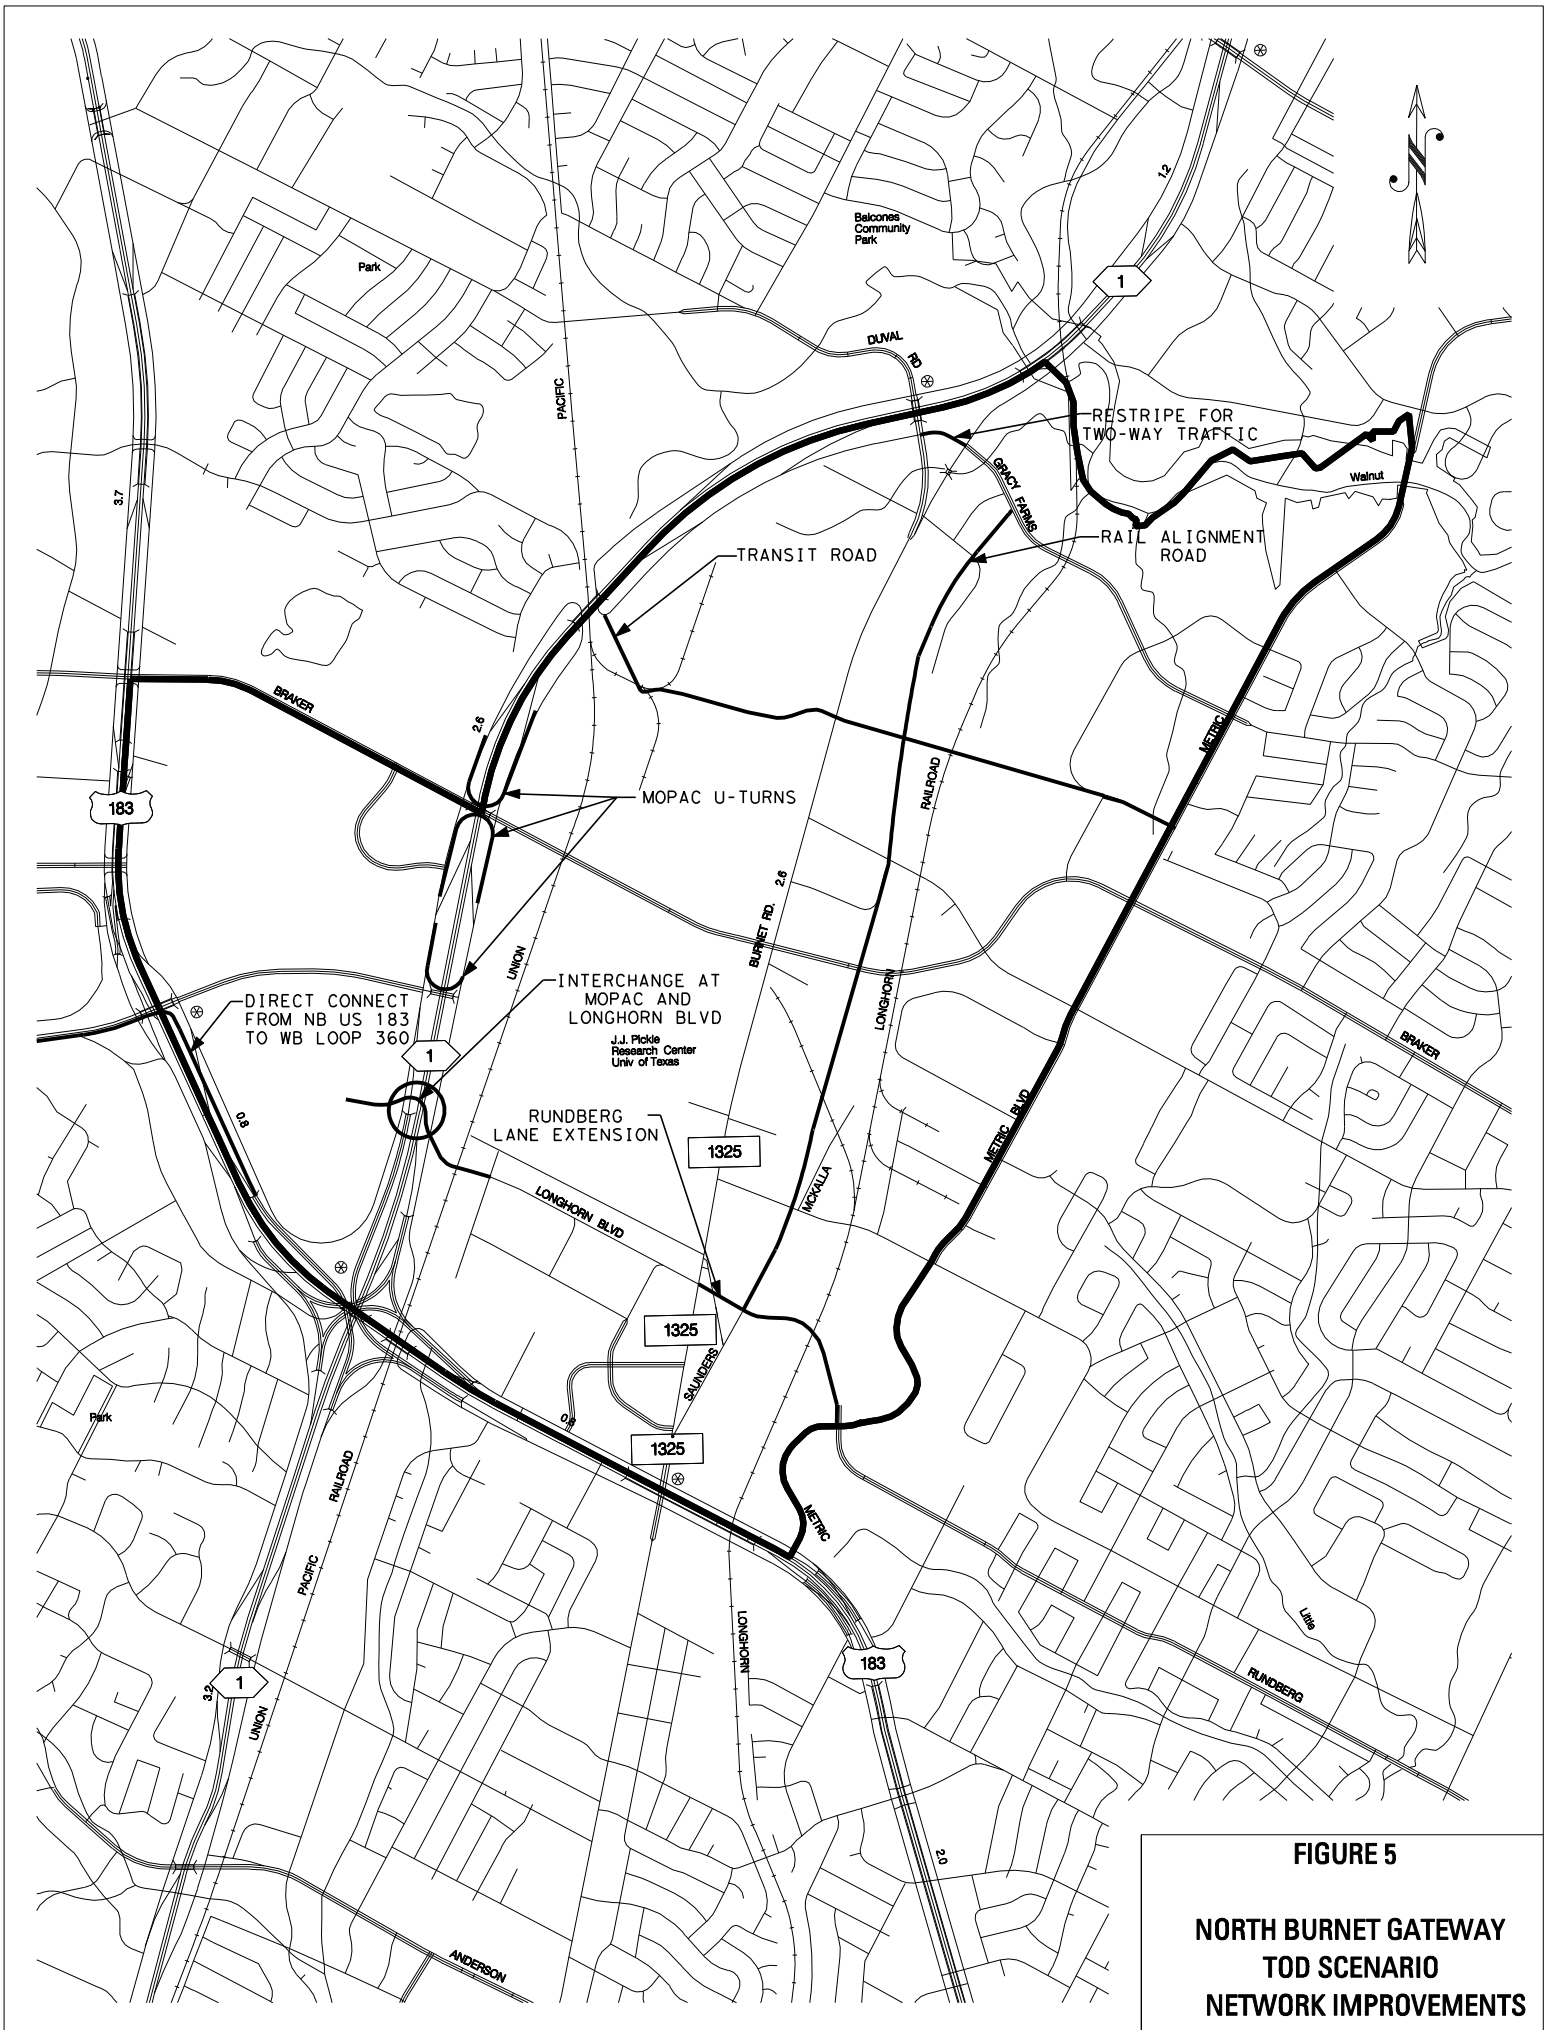 Balcones
Community
Park
Park
1.2
1
DUVAL
RD
PACIFIC
RESTRIPE FOR
TWO-WAY TRAFFIC
GRACY FARMS
Walnut
3.7
RAIL ALIGNMENT
ROAD
TRANSIT ROAD
BRAKER
2.6
METRIC
RAILROAD
MOPAC U-TURNS
183
BURNET RD. 2.6
UNION
LONGHORN
INTERCHANGE AT
MOPAC AND
LONGHORN BLVD
DIRECT CONNECT
FROM NB US 183
TO WB LOOP 360
J.J. Pickle
Research Center
Univ of Texas
1
BRAKER
0.8
RUNDBERG
LANE EXTENSION
METRIC BLVD
1325
MCKALLA
LONGHORN BLVD
1325
SAUNDERS
Park
0.8
1325
RAILROAD
METRIC
PACIFIC
LONGHORN
Little
183
RUNDBERG
1
3.2
UNION
2.0
ANDERSON
FIGURE 5
NORTH BURNET GATEWAY
TOD SCENARIO
NETWORK IMPROVEMENTS